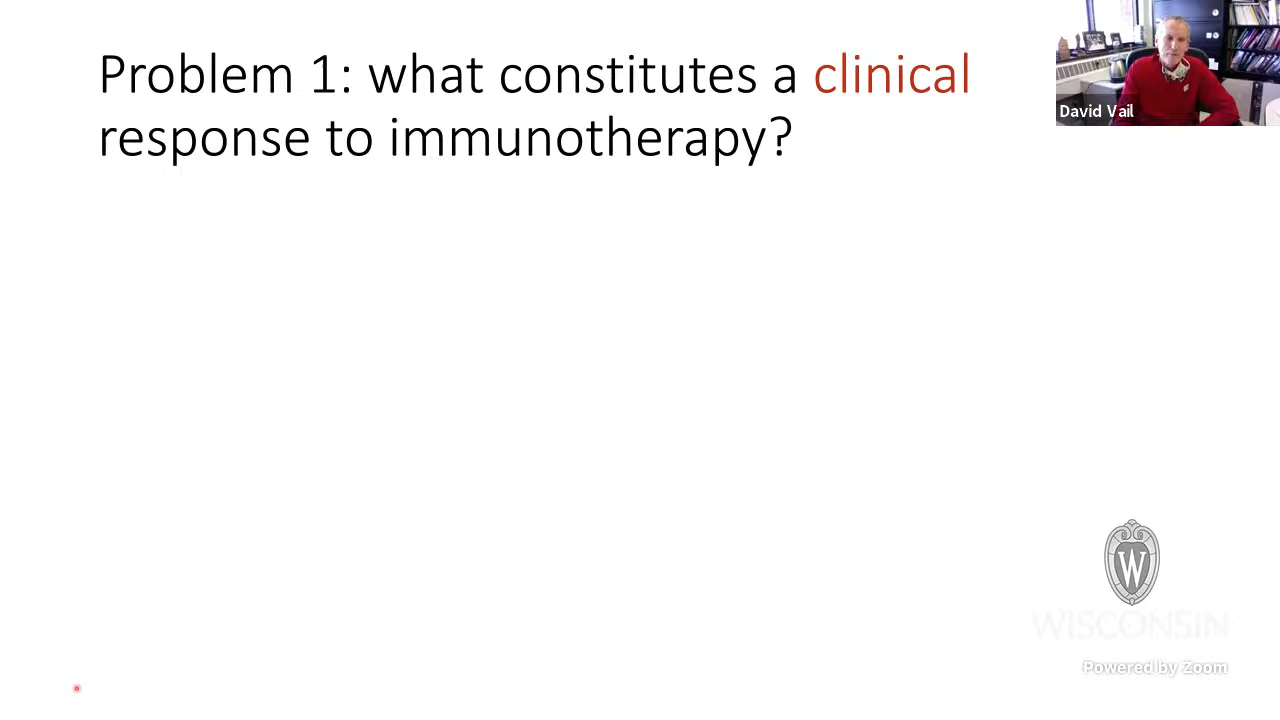 Problem 1: what constitutes a clinical
response to immunotherapy?
David Vail
W
WISCONSIN
Powered by Zoom